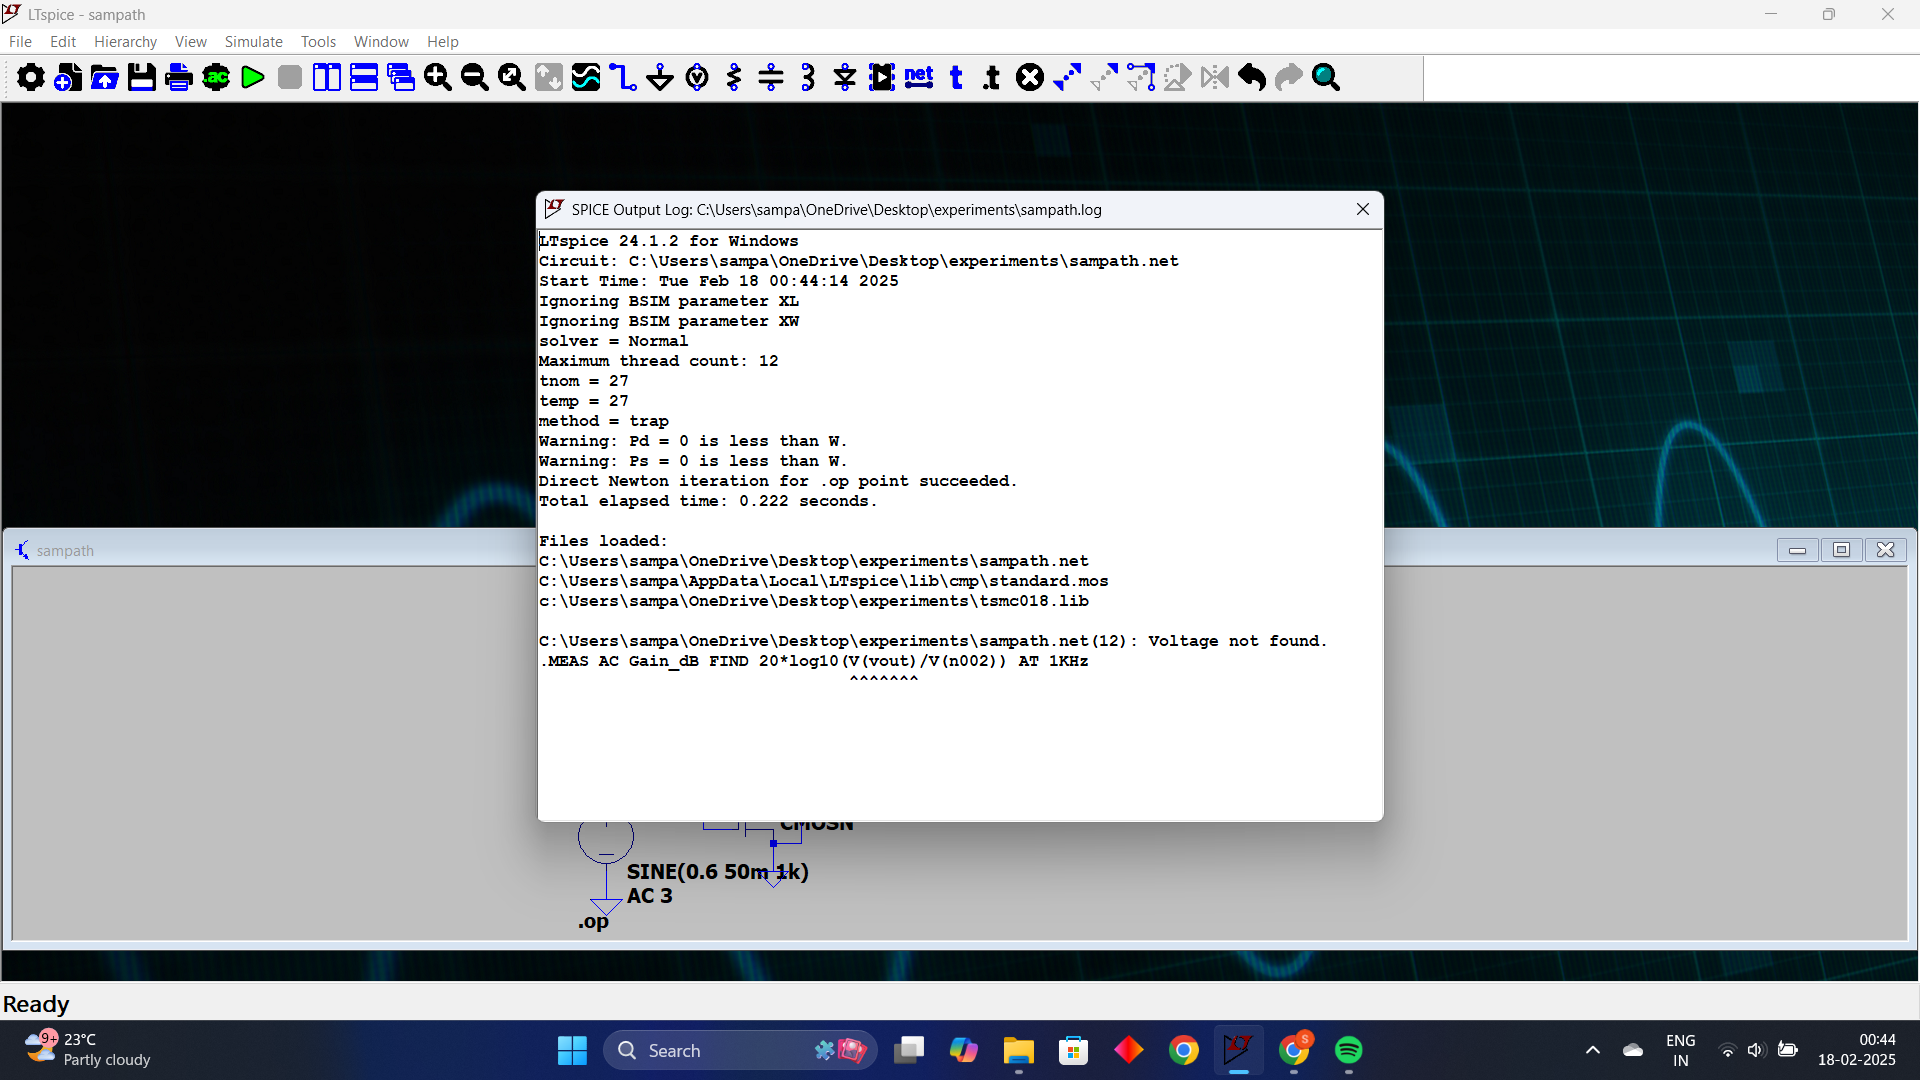 LTspice - sampath
File Edit Hierarchy View Simulate Tools Window Help
.ac net t .t
SPICE Output Log: C:\Users\sampa\OneDrive\Desktop\experiments\sampath.log
LTspice 24.1.2 for Windows
Circuit: C:\Users\sampa\OneDrive\Desktop\experiments\sampath.net
Start Time: Tue Feb 18 00:44:14 2025
Ignoring BSIM parameter XL
Ignoring BSIM parameter XW
solver = Normal
Maximum thread count: 12
tnom = 27
temp = 27
method = trap
Warning: Pd = 0 is less than W.
Warning: Ps = 0 is less than W.
Direct Newton iteration for .op point succeeded.
Total elapsed time: 0.222 seconds.
Files loaded:
C:\Users\sampa\OneDrive\Desktop\experiments\sampath.net
C:\Users\sampa\AppData\Local\LTspice\lib\cmp\standard.mos
c:\Users\sampa\OneDrive\Desktop\experiments\tsmc018.lib
C:\Users\sampa\OneDrive\Desktop\experiments\sampath.net(12): Voltage not found.
.MEAS AC Gain_dB FIND 20*log10(V(vout)/V(n002)) AT 1KHz
^^^^^^^
sampath
CMOSN
SINE(0.6 50m 1k)
AC 3
.op
Ready
9+
23°C
Partly cloudy
Search
S
ENG
IN
00:44
18-02-2025